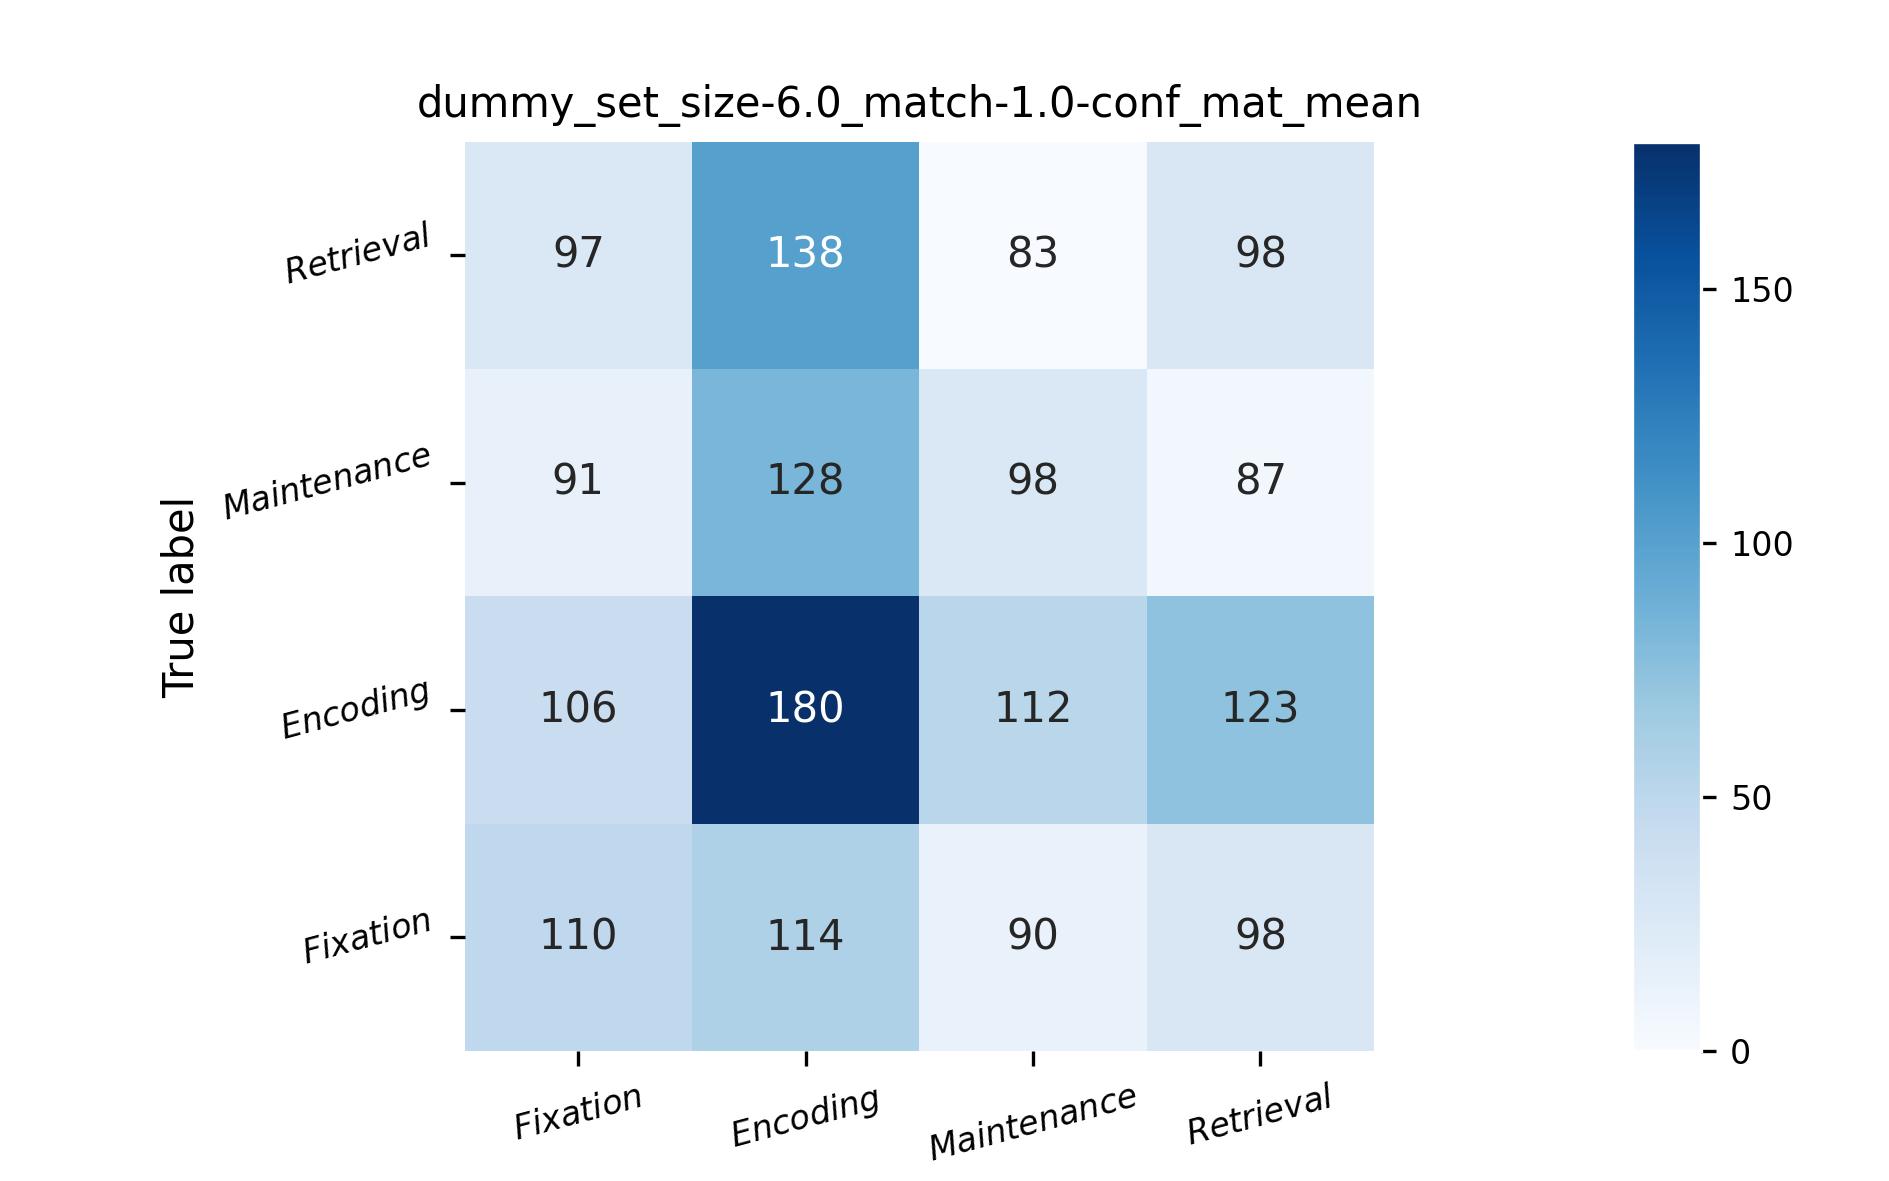 dummy_set_size-6.0_match-1.0-conf_mat_mean
True label
Retrieval 97 138 83 98
Maintenance 91 128 98 87
Encoding 106 180 112 123
Fixation 110 114 90 98
Fixation Encoding Maintenance Retrieval
150
100
50
0